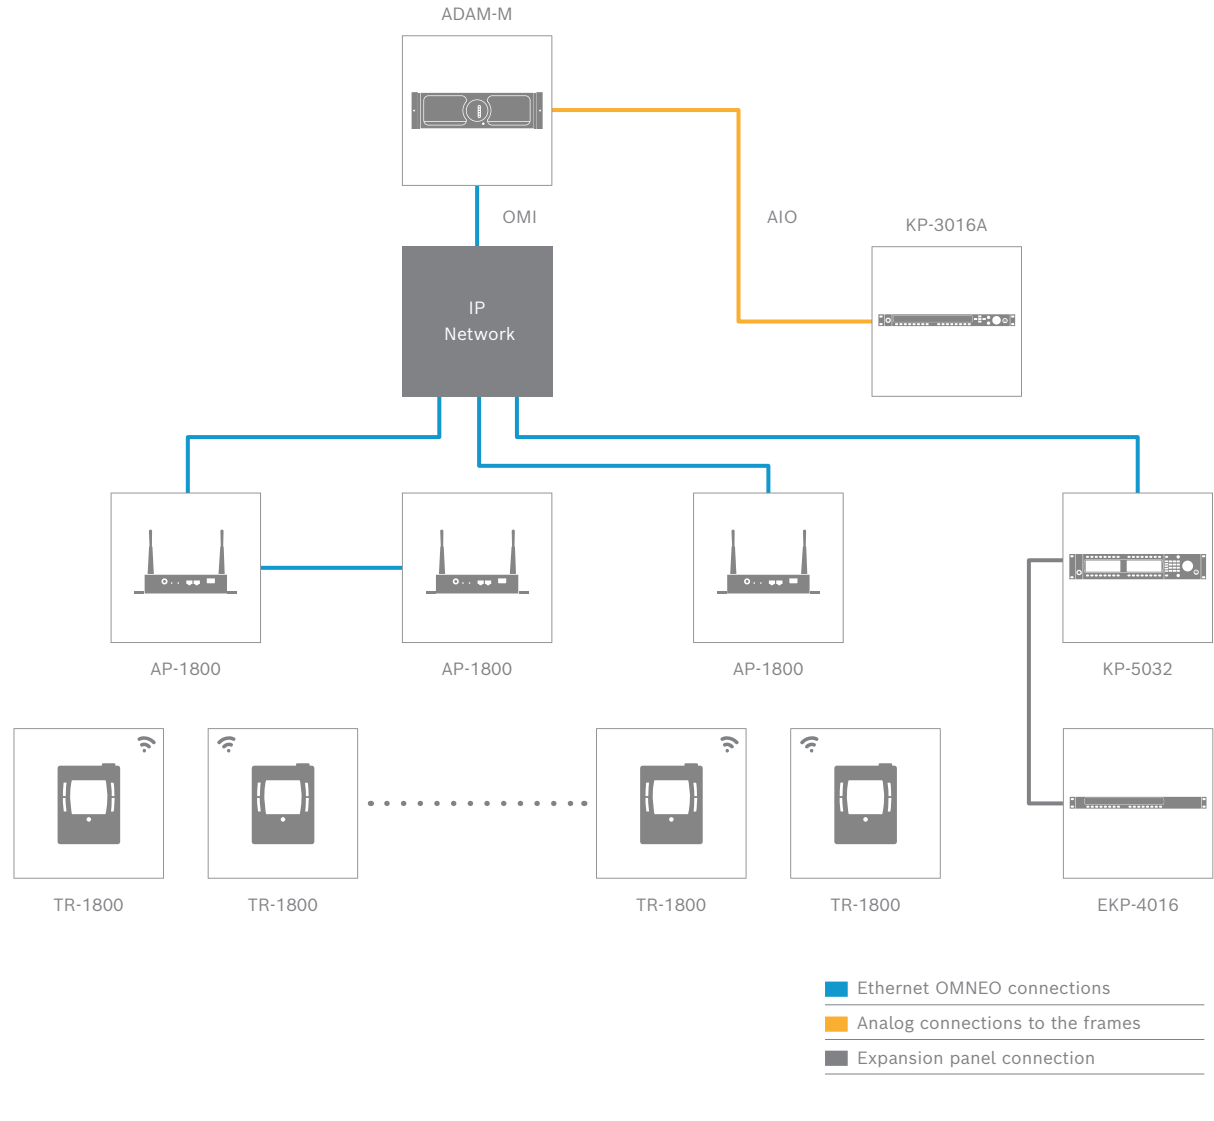 ADAM-M
OMI
AIO
KP-3016A
IP
Network
AP-1800
AP-1800
AP-1800
KP-5032
TR-1800
TR-1800
TR-1800
TR-1800
EKP-4016
Ethernet OMNEO connections
Analog connections to the frames
Expansion panel connection